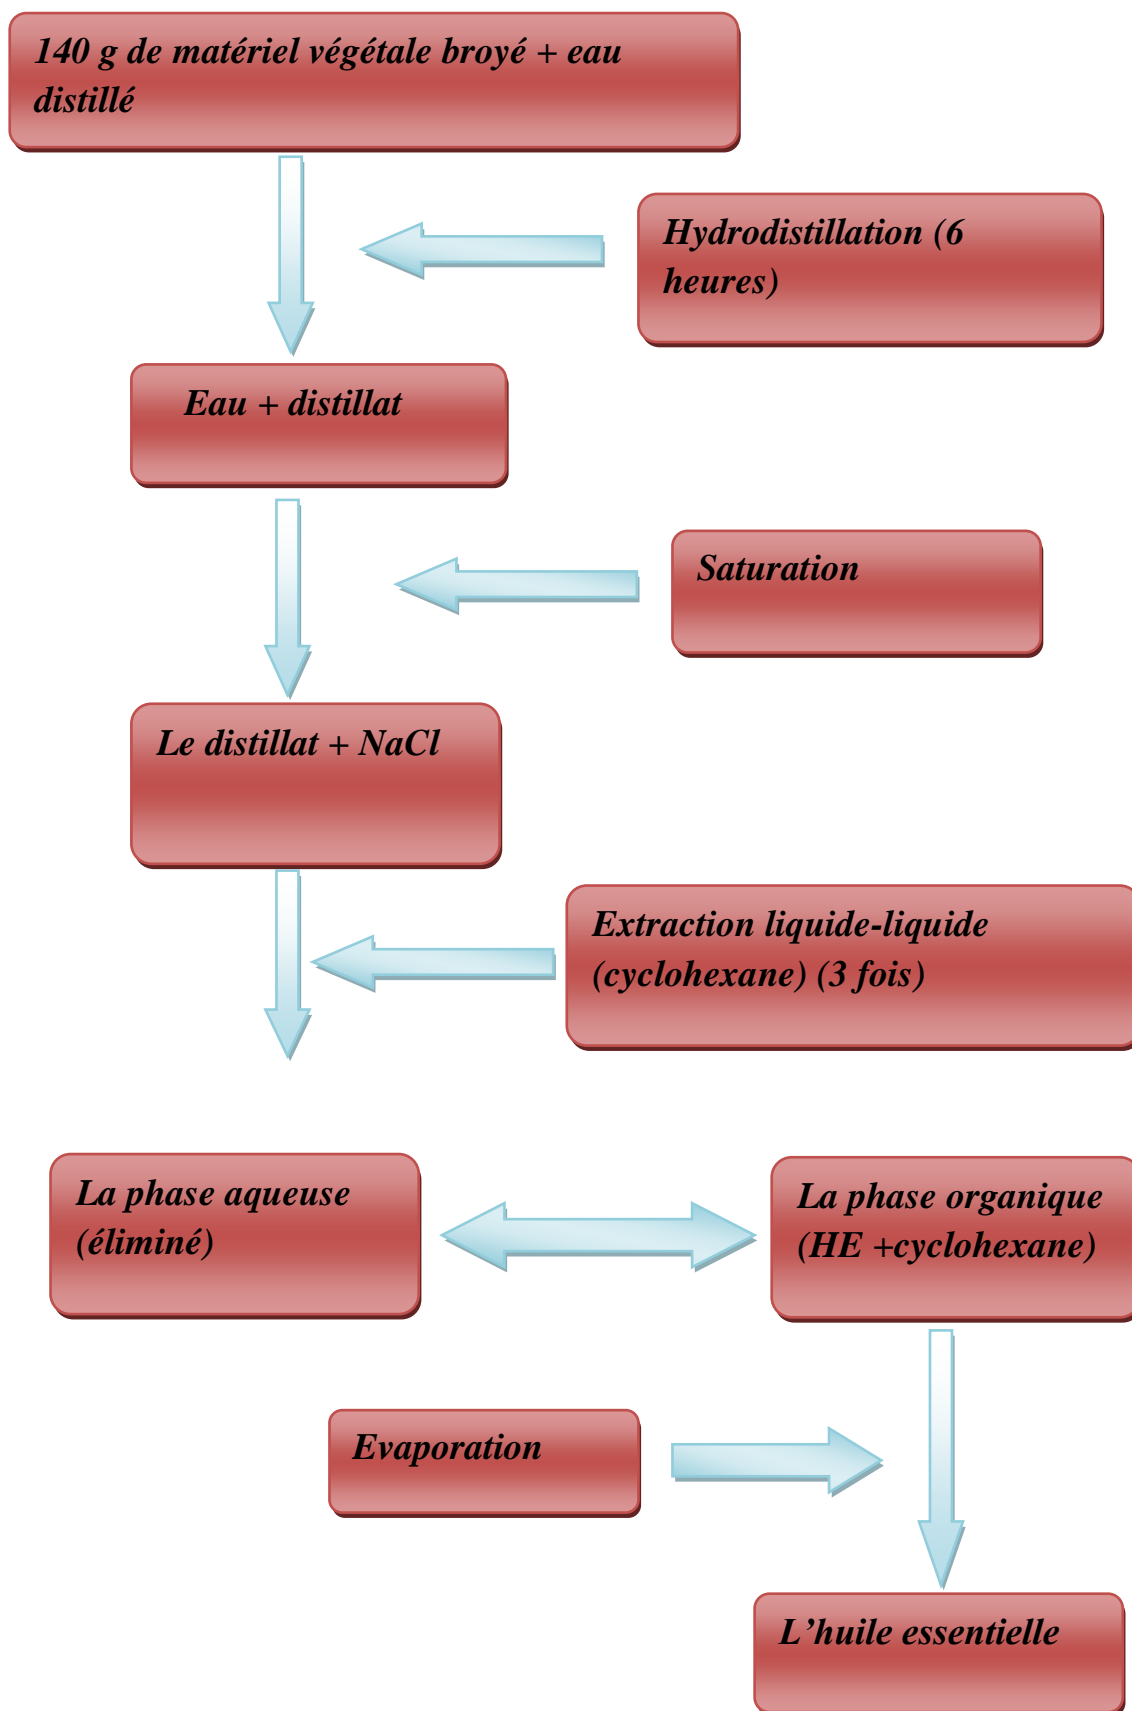 140 g de matériel végétale broyé + eau
distillé
Hydrodistillation (6
heures)
Eau + distillat
Saturation
Le distillat + NaCl
Extraction liquide-liquide
(cyclohexane) (3 fois)
La phase aqueuse
(éliminé)
La phase organique
(HE +cyclohexane)
Evaporation
L’huile essentielle